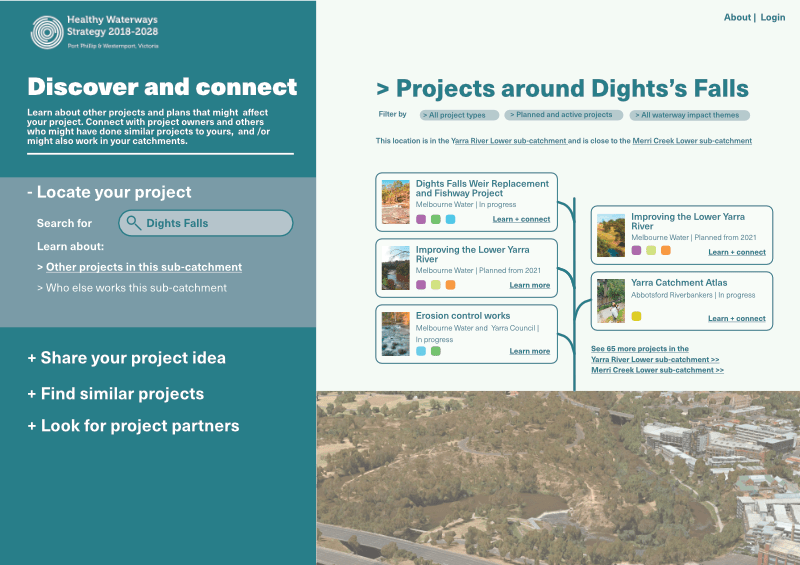 Healthy Waterways
Strategy 2018-2028
Port Phillip & Westernport, Victoria
About | Login
Discover and connect
Learn about other projects and plans that might affect
your project. Connect with project owners and others
who might have done similar projects to yours, and /or
might also work in your catchments.
- Locate your project
Search for
Dights Falls
Learn about:
> Other projects in this sub-catchment
> Who else works this sub-catchment
+ Share your project idea
+ Find similar projects
+ Look for project partners
> Projects around Dights's Falls
Filter by
> All project types
> Planned and active projects
> All waterway impact themes
This location is in the Yarra River Lower sub-catchment and is close to the Merri Creek Lower sub-catchment
Dights Falls Weir Replacement
and Fishway Project
Melbourne Water | In progress
Learn + connect
Improving the Lower Yarra
River
Melbourne Water | Planned from 2021
Learn more
Erosion control works
Melbourne Water and Yarra Council |
In progress
Learn more
Improving the Lower Yarra
River
Melbourne Water | Planned from 2021
Learn + connect
Yarra Catchment Atlas
Abbotsford Riverbankers | In progress
Learn + connect
See 65 more projects in the
Yarra River Lower sub-catchment >>
Merri Creek Lower sub-catchment >>